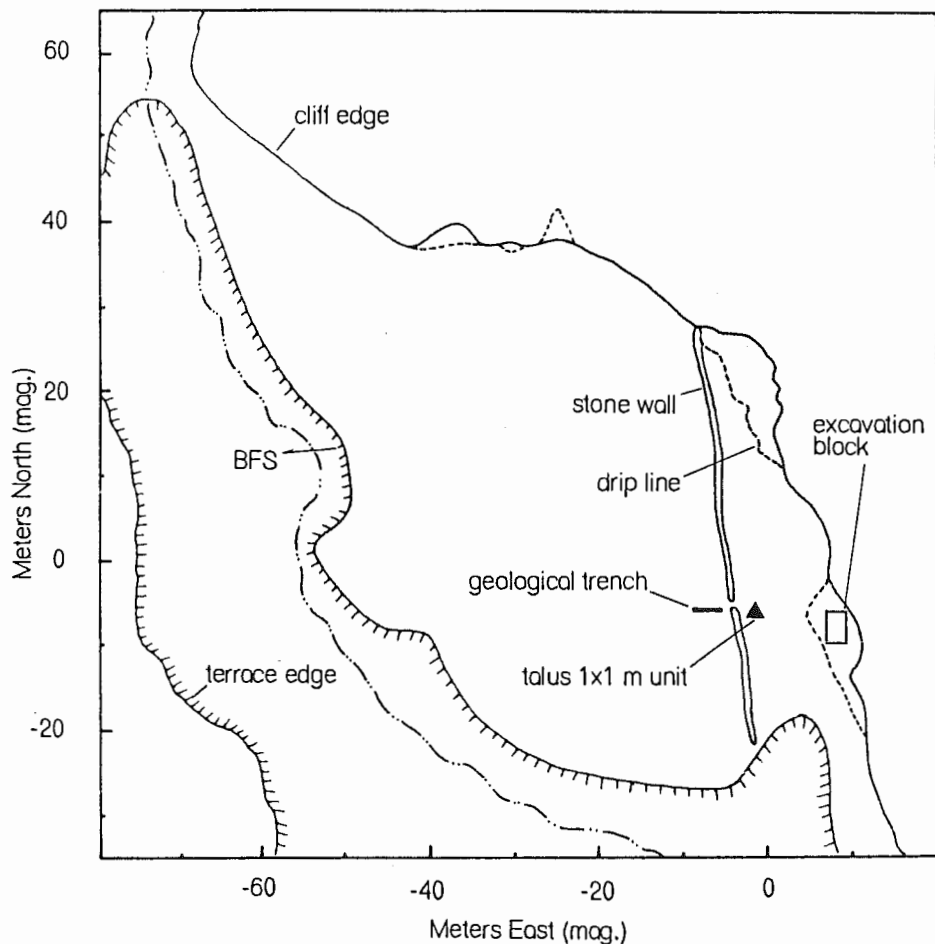 60
40
20
0
-20
Meters North (mag.)
cliff edge
stone wall
excavation
block
BFS
drip line
geological trench
terrace edge
talus 1x1 m unit
-60
-40
-20
0
Meters East (mag.)